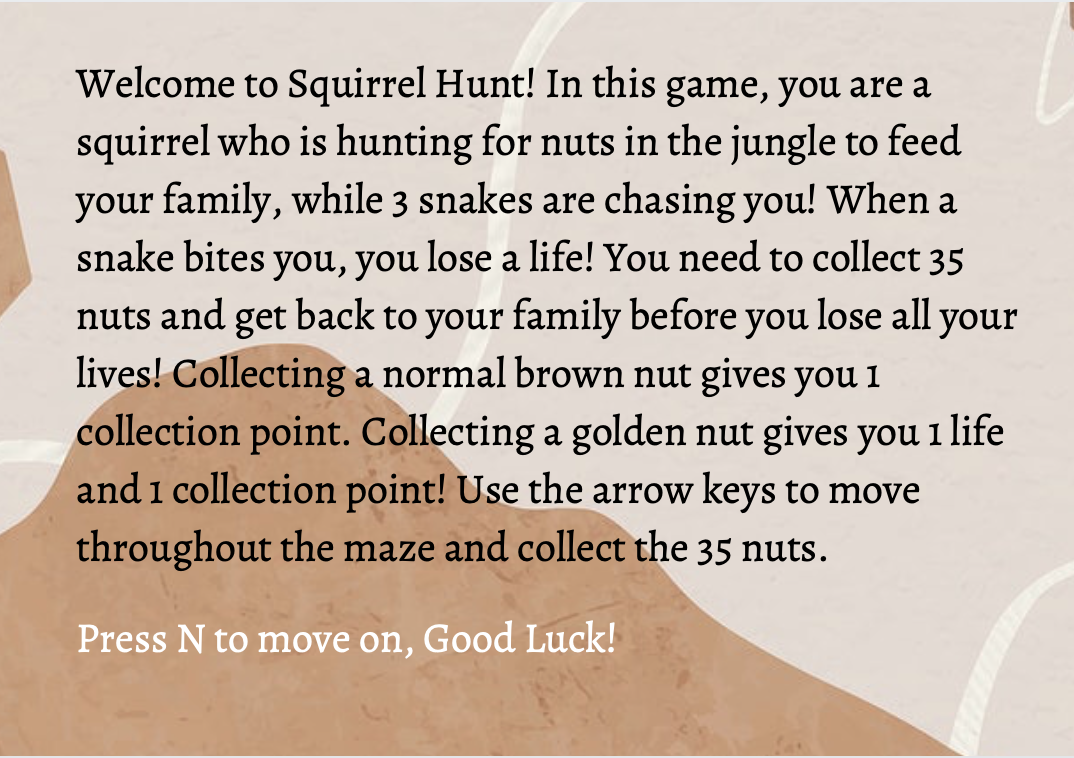 Welcome to Squirrel Hunt! In this game, you are a
squirrel who is hunting for nuts in the jungle to feed
your family, while 3 snakes are chasing you! When a
snake bites you, you lose a life! You need to collect 35
nuts and get back to your family before you lose all your
lives! Collecting a normal brown nut gives you 1
collection point. Collecting a golden nut gives you 1 life
and 1 collection point! Use the arrow keys to move
throughout the maze and collect the 35 nuts.
Press N to move on, Good Luck!